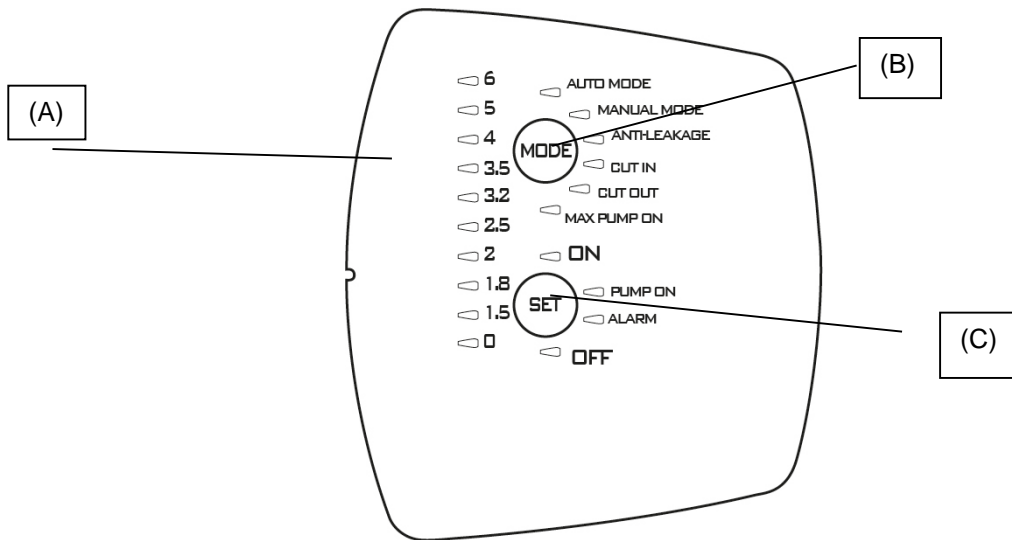 (A)
(B)
(C)
6
5
4
3.5
3.2
2.5
2
1.8
1.5
0
AUTO MODE
MANUAL MODE
ANTI-LEAKAGE
MODE
CUT IN
CUT OUT
MAX PUMP ON
ON
PUMP ON
SET
ALARM
OFF